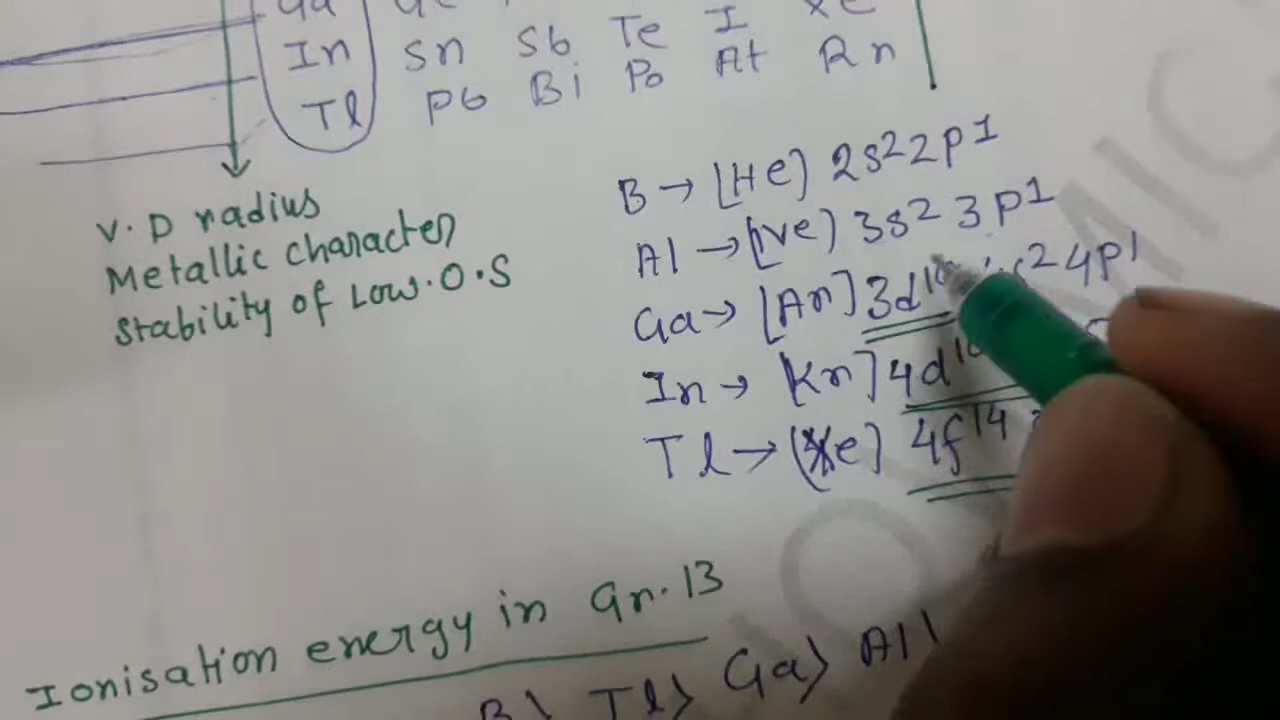 In Sn Sb Te I Xe
Tl Pb Bi Po At Rn
V.D radius
Metallic character
Stability of Low.O.S
B → [He] 2s² 2p¹
Al → [Ne] 3s² 3p¹
Ga → [Ar] 3d¹⁰ 4s² 4p¹
In → [Kr] 4d¹⁰
Tl → [Xe] 4f¹⁴
Ionisation energy in Gr.13
B> Tl> Ga> Al